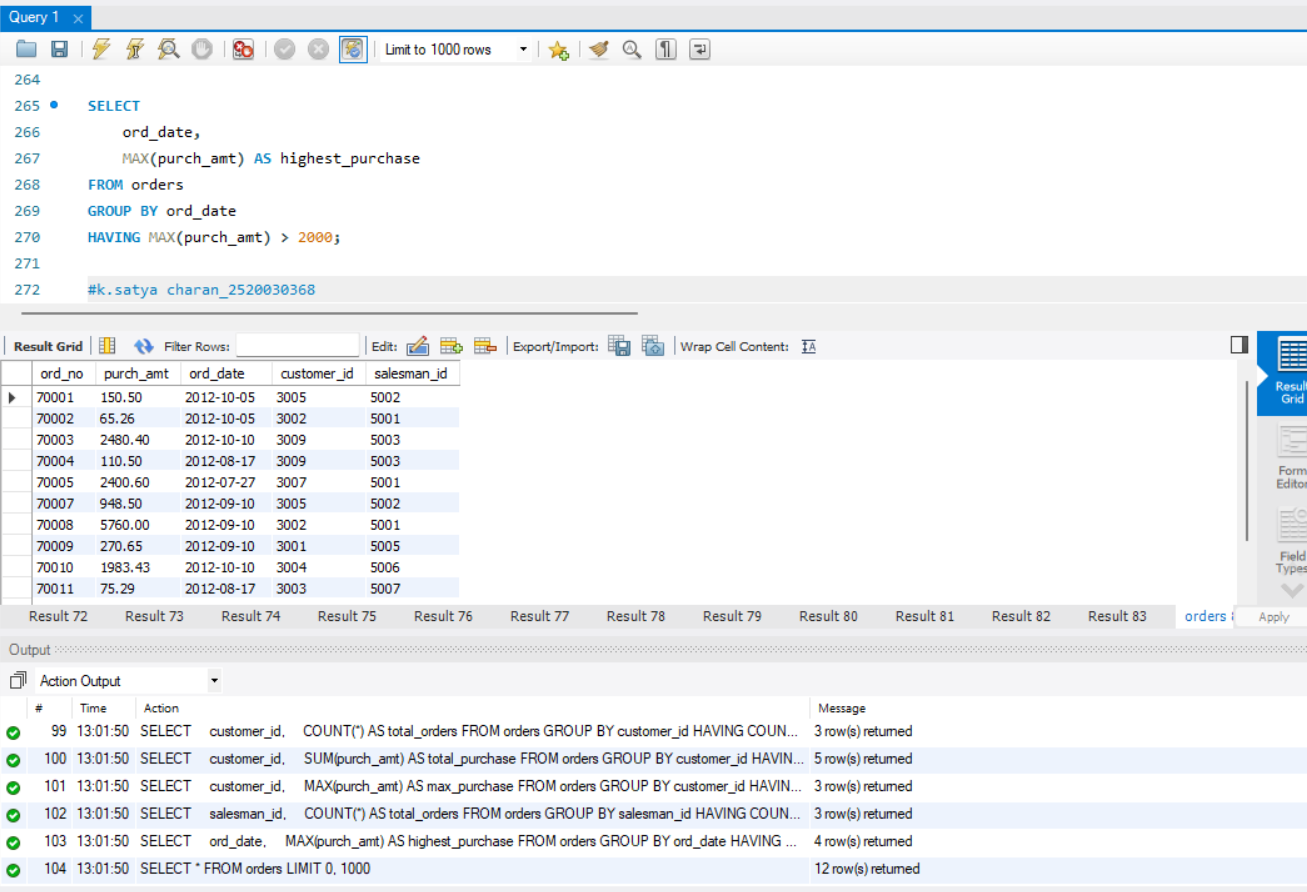 Query 1
Limit to 1000 rows
264
265 SELECT
266 ord_date,
267 MAX(purch_amt) AS highest_purchase
268 FROM orders
269 GROUP BY ord_date
270 HAVING MAX(purch_amt) > 2000;
271
272 #k.satya charan_2520030368
Result Grid Filter Rows: Edit: Export/Import: Wrap Cell Content:
ord_no purch_amt ord_date customer_id salesman_id
70001 150.50 2012-10-05 3005 5002
70002 65.26 2012-10-05 3002 5001
70003 2480.40 2012-10-10 3009 5003
70004 110.50 2012-08-17 3009 5003
70005 2400.60 2012-07-27 3007 5001
70007 948.50 2012-09-10 3005 5002
70008 5760.00 2012-09-10 3002 5001
70009 270.65 2012-09-10 3001 5005
70010 1983.43 2012-10-10 3004 5006
70011 75.29 2012-08-17 3003 5007
Result
Grid
Form
Editor
Field
Types
Result 72 Result 73 Result 74 Result 75 Result 76 Result 77 Result 78 Result 79 Result 80 Result 81 Result 82 Result 83 orders Apply
Output
Action Output
# Time Action Message
99 13:01:50 SELECT customer_id, COUNT(*) AS total_orders FROM orders GROUP BY customer_id HAVING COUN... 3 row(s) returned
100 13:01:50 SELECT customer_id, SUM(purch_amt) AS total_purchase FROM orders GROUP BY customer_id HAVIN... 5 row(s) returned
101 13:01:50 SELECT customer_id, MAX(purch_amt) AS max_purchase FROM orders GROUP BY customer_id HAVIN... 3 row(s) returned
102 13:01:50 SELECT salesman_id, COUNT(*) AS total_orders FROM orders GROUP BY salesman_id HAVING COUN... 3 row(s) returned
103 13:01:50 SELECT ord_date, MAX(purch_amt) AS highest_purchase FROM orders GROUP BY ord_date HAVING ... 4 row(s) returned
104 13:01:50 SELECT * FROM orders LIMIT 0, 1000 12 row(s) returned